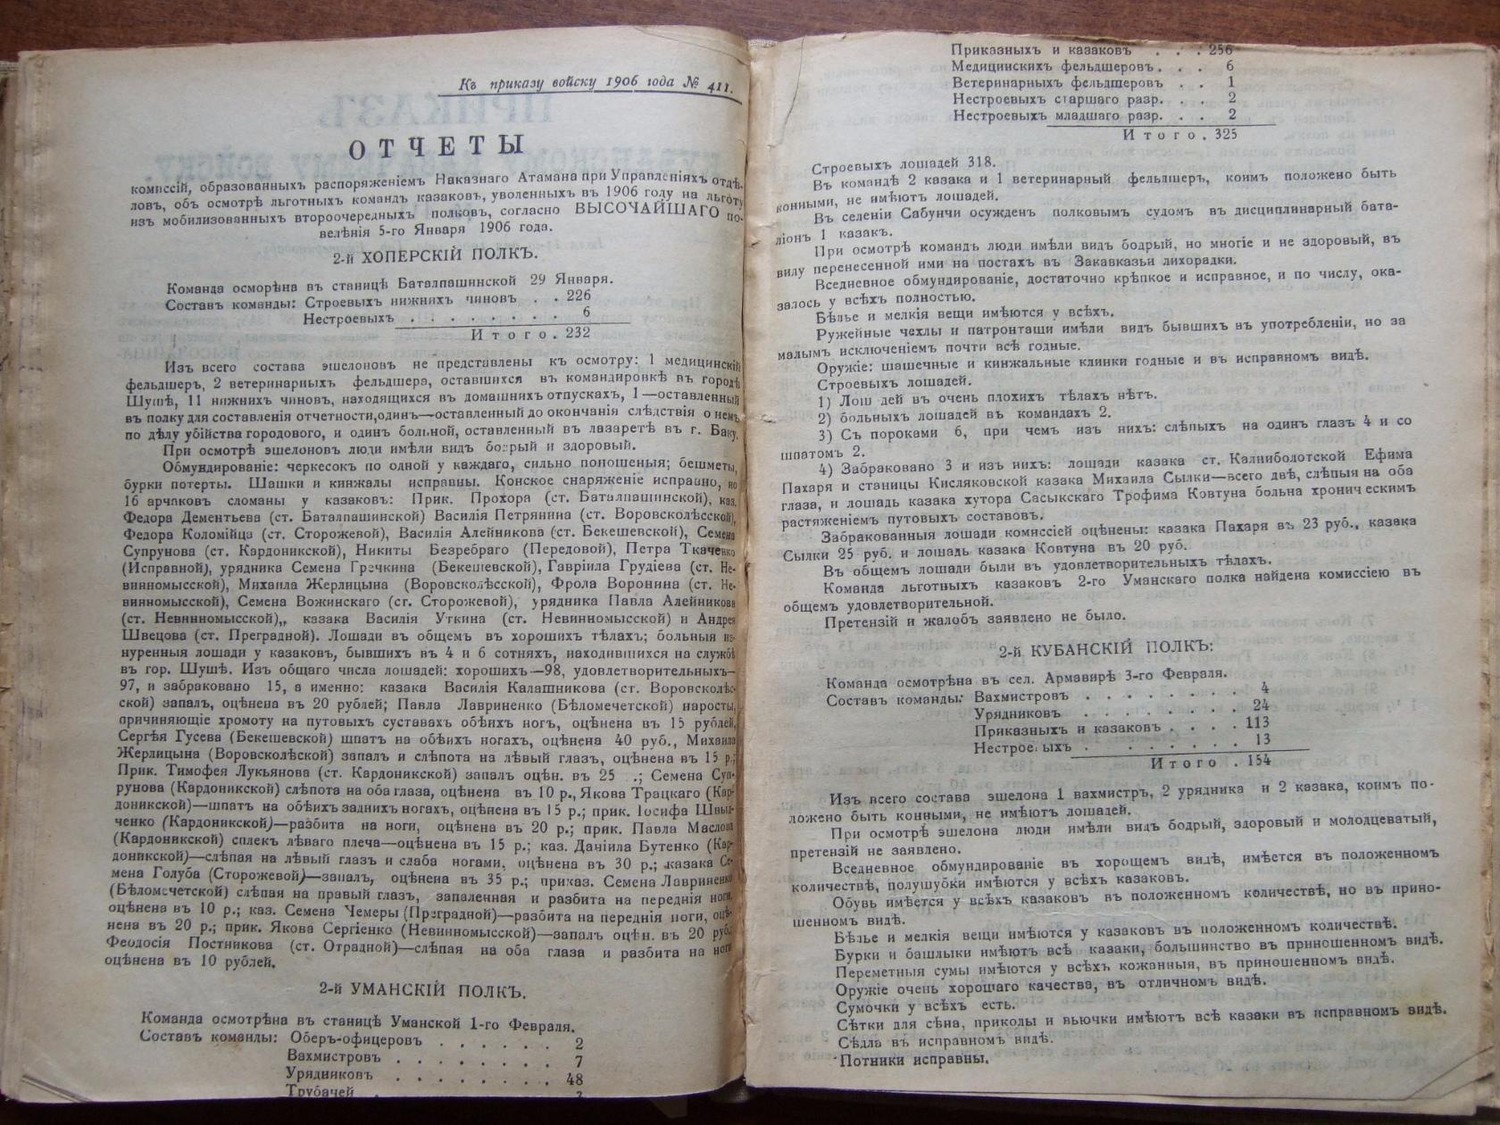 Къ приказу войску 1906 года № 411.
ОТЧЕТЫ
комиссій, образованныхъ распоряженіемъ Наказнаго Атамана при Управленіяхъ отдѣ-
ловъ, объ осмотрѣ льготныхъ командъ казаковъ, уволенныхъ въ 1906 году на льготу
изъ мобилизованныхъ второочередныхъ полковъ, согласно ВЫСОЧАЙШАГО по-
велѣнія 5-го Января 1906 года.
2-й ХОПЕРСКІЙ ПОЛКЪ.
Команда осморѣна въ станицѣ Баталпашинской 29 Января.
Составъ команды: Строевыхъ нижнихъ чиновъ . . 226
Нестроевыхъ . . . . . . . . 6
Итого. 232
Изъ всего состава эшелоновъ не представлены къ осмотру: 1 медицинскій
фельдшеръ, 2 ветеринарныхъ фельдшера, оставшихся въ командировкѣ въ городѣ
Шушѣ, 11 нижнихъ чиновъ, находящихся въ домашнихъ отпускахъ, 1—оставленный
въ полку для составленія отчетности, одинъ—оставленный до окончанія слѣдствія о немъ
по дѣлу убійства городового, и одинъ больной, оставленный въ лазаретѣ въ г. Баку.
При осмотрѣ эшелоновъ люди имѣли видъ бодрый и здоровый.
Обмундированіе: черкесокъ по одной у каждаго, сильно поношеныя; бешметы,
бурки потерты. Шашки и кинжалы исправны. Конское снаряженіе исправно, но
16 арчаковъ сломаны у казаковъ: Прик. Прохора (ст. Баталпашинской), каз.
Федора Дементьева (ст. Баталпашинской) Василія Петрянина (ст. Воровсколѣсской),
Федора Коломійца (ст. Сторожевой), Василія Алейникова (ст. Бекешевской), Семена
Супрунова (ст. Кардоникской), Никиты Безребраго (Передовой), Петра Ткаченко
(Исправной), урядника Семена Гречкина (Бекешевской), Гавріила Грудіева (ст. Не-
винномысской), Михаила Жерлицына (Воровсколѣсской), Фрола Воронина (ст. Не-
винномысской), Семена Вожинскаго (ст. Сторожевой), урядника Павла Алейникова
(ст. Невинномысской),, казака Василія Уткина (ст. Невинномысской) и Андрея
Швецова (ст. Преградной). Лошади въ общемъ въ хорошихъ тѣлахъ; больныя из-
нуренныя лошади у казаковъ, бывшихъ въ 4 и 6 сотняхъ, находившихся на службѣ
въ гор. Шушѣ. Изъ общаго числа лошадей: хорошихъ—98, удовлетворительныхъ—
97, и забраковано 15, а именно: казака Василія Калашникова (ст. Воровсколѣс-
ской) запалъ, оцѣнена въ 20 рублей; Павла Лавриненко (Бѣломечетской) наросты,
причиняющіе хромоту на путовыхъ суставахъ обѣихъ ногъ, оцѣнена въ 15 рублей,
Сергѣя Гусева (Бекешевской) шпатъ на обѣихъ ногахъ, оцѣнена 40 руб., Михаила
Жерлицына (Воровсколѣской) запалъ и слѣпота на лѣвый глазъ, оцѣнена въ 15 р.;
Прик. Тимофея Лукьянова (ст. Кардоникской) запалъ оцѣн. въ 25 .; Семена Суп-
рунова (Кардоникской) слѣпота на оба глаза, оцѣнена въ 10 р., Якова Трацкаго (Кар-
доникской)—шпатъ на обѣихъ заднихъ ногахъ, оцѣнена въ 15 р.; прик. Іосифа Швыд-
ченко (Кардоникской)—разбита на ноги, оцѣнена въ 20 р.; прик. Павла Маслова
(Кардоникской) сплекъ лѣваго плеча—оцѣнена въ 15 р.; каз. Даніила Бутенко (Кар-
доникской)—слѣпая на лѣвый глазъ и слаба ногами, оцѣнена въ 30 р.; казака Се-
мена Голуба (Сторожевой)—запалъ, оцѣнена въ 35 р.; приказ. Семена Лавриненко
(Бѣломечетской) слѣпая на правый глазъ, запаленная и разбита на переднія ноги,
оцѣнена въ 10 р.; каз. Семена Чемеры (Преградной)—разбита на переднія ноги, оцѣ-
нена въ 20 р.; прик. Якова Сергіенко (Невинномысской)—запалъ оцѣн. въ 20 руб.
Феодосія Постникова (ст. Отрадной)—слѣпая на оба глаза и разбита на ноги
оцѣнена въ 10 рублей.
2-й УМАНСКІЙ ПОЛКЪ.
Команда осмотрѣна въ станицѣ Уманской 1-го Февраля.
Составъ команды: Оберъ-офицеровъ . . . . . . 2
Вахмистровъ . . . . . . . 7
Урядниковъ . . . . . . . 48
Трубачей .
Приказныхъ и казаковъ . . . 256
Медицинскихъ фельдшеровъ . . . 6
Ветеринарныхъ фельдшеровъ . . 1
Нестроевыхъ старшаго разр. . . 2
Нестроевыхъ младшаго разр. . . 2
Итого. 325
Строевыхъ лошадей 318.
Въ командѣ 2 казака и 1 ветеринарный фельдшеръ, коимъ положено быть
конными, не имѣютъ лошадей.
Въ селеніи Сабунчи осужденъ полковымъ судомъ въ дисциплинарный бата-
ліонъ 1 казакъ.
При осмотрѣ командъ люди имѣли видъ бодрый, но многіе и не здоровый, въ
виду перенесенной ими на постахъ въ Закавказьи лихорадки.
Вседневное обмундированіе, достаточно крѣпкое и исправное, и по числу, ока-
залось у всѣхъ полностью.
Бѣлье и мелкія вещи имѣются у всѣхъ.
Ружейные чехлы и патронташи имѣли видъ бывшихъ въ употребленіи, но за
малымъ исключеніемъ почти всѣ годные.
Оружіе: шашечные и кинжальные клинки годные и въ исправномъ видѣ.
Строевыхъ лошадей.
1) Лош дей въ очень плохихъ тѣлахъ нѣтъ.
2) больныхъ лошадей въ командахъ 2.
3) Съ пороками 6, при чемъ изъ нихъ: слѣпыхъ на одинъ глазъ 4 и со
шпатомъ 2.
4) Забраковано 3 и изъ нихъ: лошади казака ст. Калниболотской Ефима
Пахаря и станицы Кисляковской казака Михаила Сылки—всего двѣ, слѣпыя на оба
глаза, и лошадь казака хутора Сасыкскаго Трофима Ковтуна больна хроническимъ
растяженіемъ путовыхъ составовъ.
Забракованныя лошади комиссіей оцѣнены: казака Пахаря въ 23 руб., казака
Сылки 25 руб. и лошадь казака Ковтуна въ 20 руб.
Въ общемъ лошади были въ удовлетворительныхъ тѣлахъ.
Команда льготныхъ казаковъ 2-го Уманскаго полка найдена комиссіею въ
общемъ удовлетворительной.
Претензій и жалобъ заявлено не было.
2-й КУБАНСКІЙ ПОЛКЪ:
Команда осмотрѣна въ сел. Армавирѣ 3-го Февраля.
Составъ команды: Вахмистровъ . . . . . . . 4
Урядниковъ . . . . . . . 24
Приказныхъ и казаковъ . . . . 113
Нестроевыхъ . . . . . . . 13
Итого . 154
Изъ всего состава эшелона 1 вахмистръ, 2 урядника и 2 казака, коимъ по-
ложено быть конными, не имѣютъ лошадей.
При осмотрѣ эшелона люди имѣли видъ бодрый, здоровый и молодцеватый,
претензій не заявлено.
Вседневное обмундированіе въ хорошемъ видѣ, имѣется въ положенномъ
количествѣ, полушубки имѣются у всѣхъ казаковъ.
Обувь имѣется у всѣхъ казаковъ въ положенномъ количествѣ, но въ прино-
шенномъ видѣ.
Бѣлье и мелкія вещи имѣются у казаковъ въ положенномъ количествѣ.
Бурки и башлыки имѣютъ всѣ казаки, большинство въ приношенномъ видѣ.
Переметныя сумы имѣются у всѣхъ кожанныя, въ приношенномъ видѣ.
Оружіе очень хорошаго качества, въ отличномъ видѣ.
Сумочки у всѣхъ есть.
Сѣтки для сѣна, приколы и вьючки имѣютъ всѣ казаки въ исправномъ видѣ.
Сѣдла въ исправномъ видѣ.
Потники исправны.